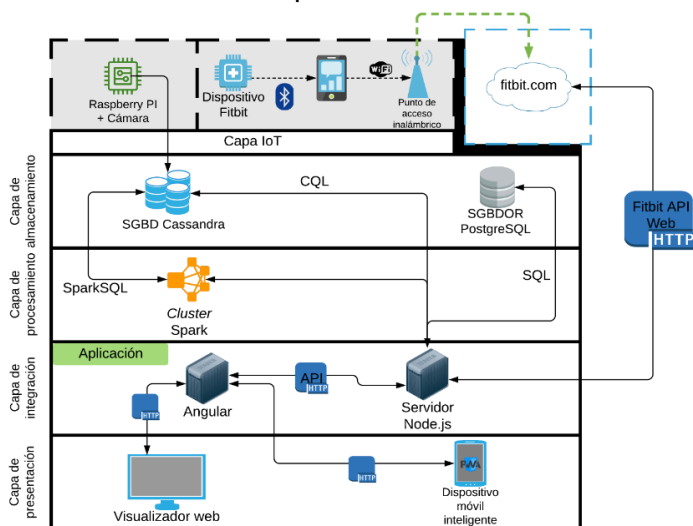 fitbit.com
Raspberry PI
+ Cámara
Dispositivo
Fitbit
WiFi
Punto de
acceso
inalámbrico
Capa IoT
Capa de
almacenamiento
SGBD Cassandra
CQL
SGBDOR
PostgreSQL
Fitbit API
Web
HTTP
Capa de
procesamiento
SparkSQL
Cluster
Spark
SQL
Capa de
integración
Aplicación
Angular
API
HTTP
Servidor
Node.js
HTTP
Capa de
presentación
Visualizador web
HTTP
PWA
Dispositivo
móvil
inteligente